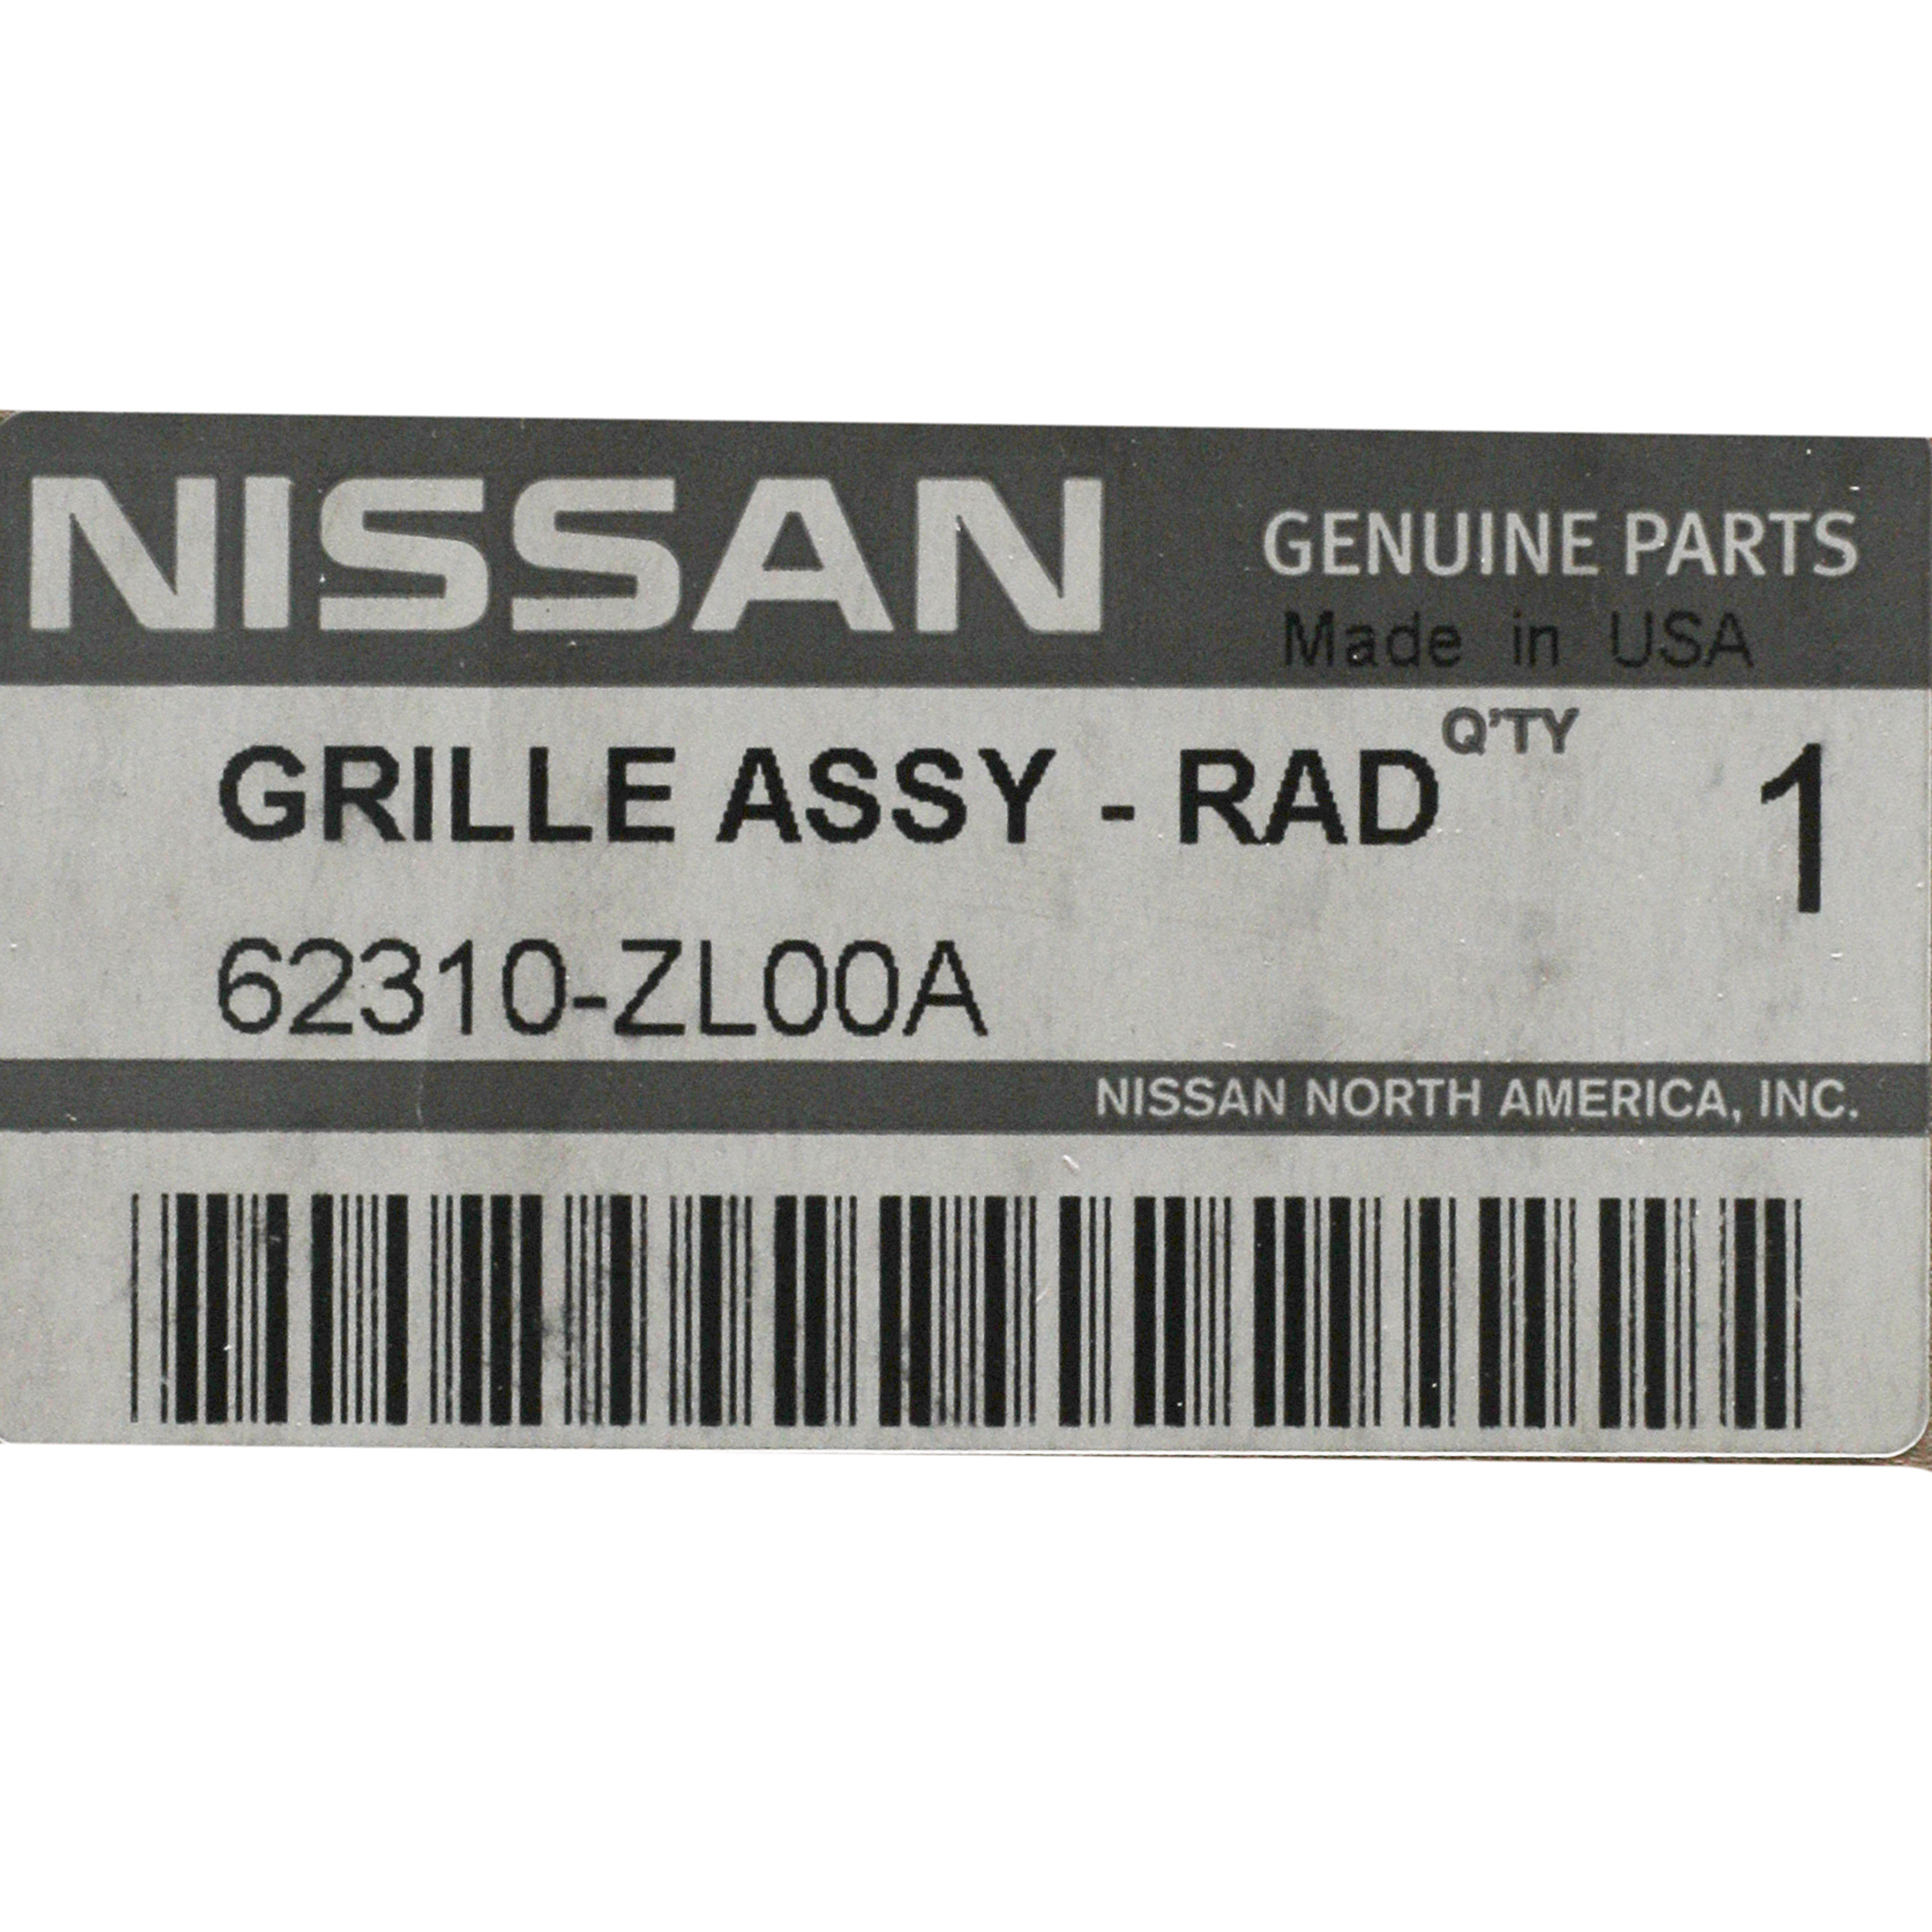 NISSAN GENUINE PARTS
Made in USA
Q'TY
GRILLE ASSY - RAD 1
62310-ZL00A
NISSAN NORTH AMERICA, INC.